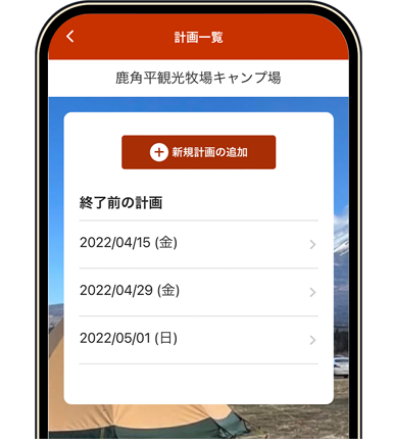 計画一覧
鹿角平観光牧場キャンプ場
新規計画の追加
終了前の計画
2022/04/15 (金)
2022/04/29 (金)
2022/05/01 (日)